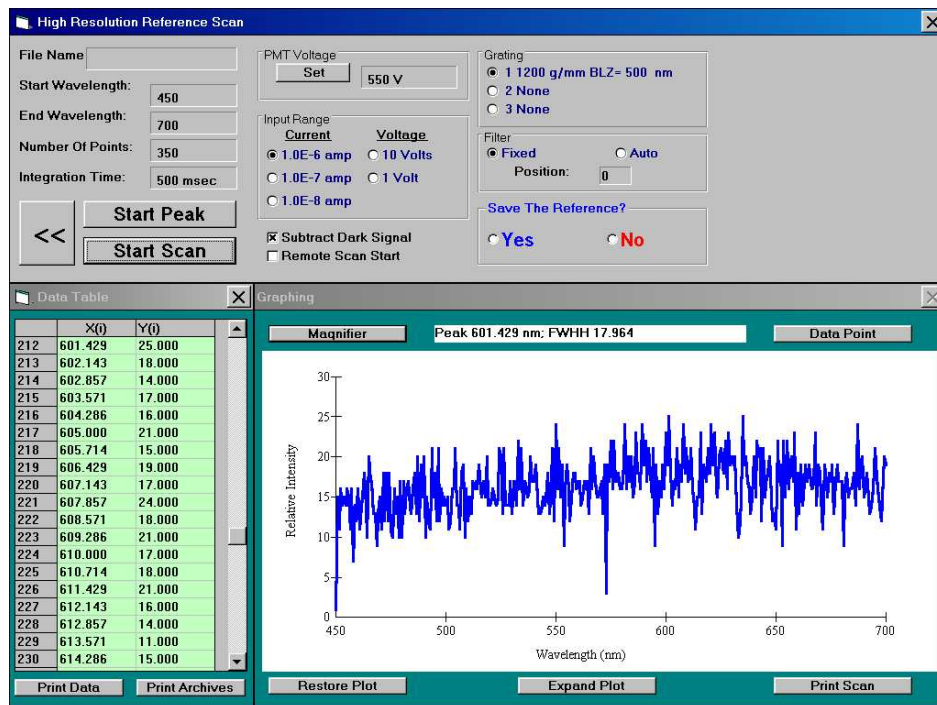 High Resolution Reference Scan
File Name
Start Wavelength: 450
End Wavelength: 700
Number Of Points: 350
Integration Time: 500 msec
<<
Start Peak
Start Scan
PMT Voltage
Set 550 V
Input Range
Current Voltage
1.0E-6 amp 10 Volts
1.0E-7 amp 1 Volt
1.0E-8 amp
Subtract Dark Signal
Remote Scan Start
Grating
1 1200 g/mm BLZ= 500 nm
2 None
3 None
Filter
Fixed Auto
Position: 0
Save The Reference?
Yes No
Data Table
X(i) Y(i)
212 601.429 25.000
213 602.143 18.000
214 602.857 14.000
215 603.571 17.000
216 604.286 16.000
217 605.000 21.000
218 605.714 15.000
219 606.429 19.000
220 607.143 17.000
221 607.857 24.000
222 608.571 18.000
223 609.286 21.000
224 610.000 17.000
225 610.714 18.000
226 611.429 21.000
227 612.143 16.000
228 612.857 14.000
229 613.571 11.000
230 614.286 15.000
Print Data Print Archives
Graphing
Magnifier Peak 601.429 nm; FWHH 17.964 Data Point
30
25
20
15
10
5
0
Relative Intensity
450 500 550 600 650 700
Wavelength (nm)
Restore Plot Expand Plot Print Scan